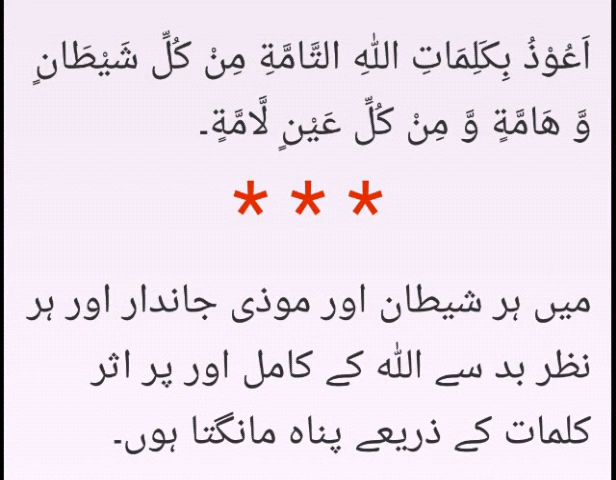 اَعُوْذُ بِكَلِمَاتِ اللّٰهِ التَّامَّةِ مِنْ كُلِّ شَيْطَانٍ
وَّ هَامَّةٍ وَّ مِنْ كُلِّ عَيْنٍ لَّامَّةٍ۔
* * *
میں ہر شیطان اور موذی جاندار اور ہر
نظر بد سے اللّٰہ کے کامل اور پر اثر
کلمات کے ذریعے پناہ مانگتا ہوں۔